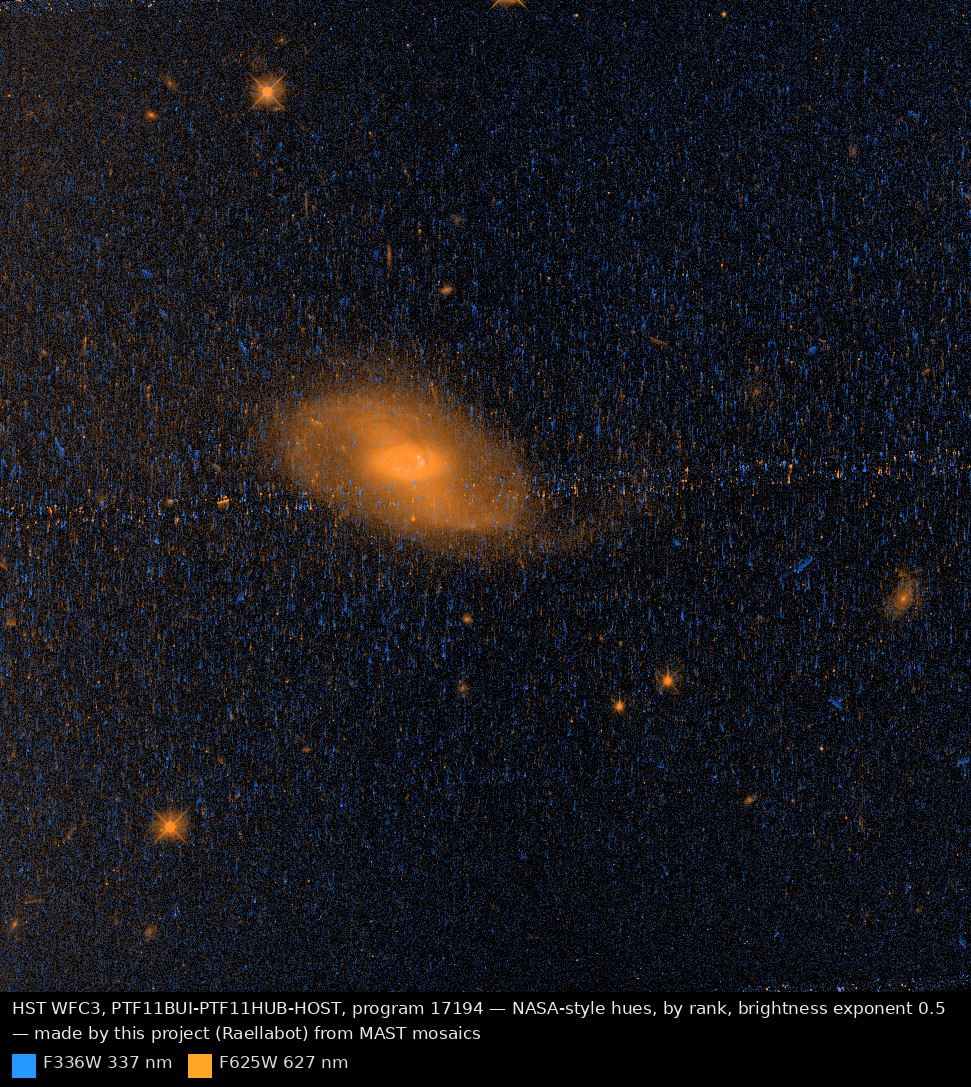 HST WFC3, PTF11BUI-PTF11HUB-HOST, program 17194 — NASA-style hues, by rank, brightness exponent 0.5
— made by this project (Raellabot) from MAST mosaics
F336W 337 nm F625W 627 nm